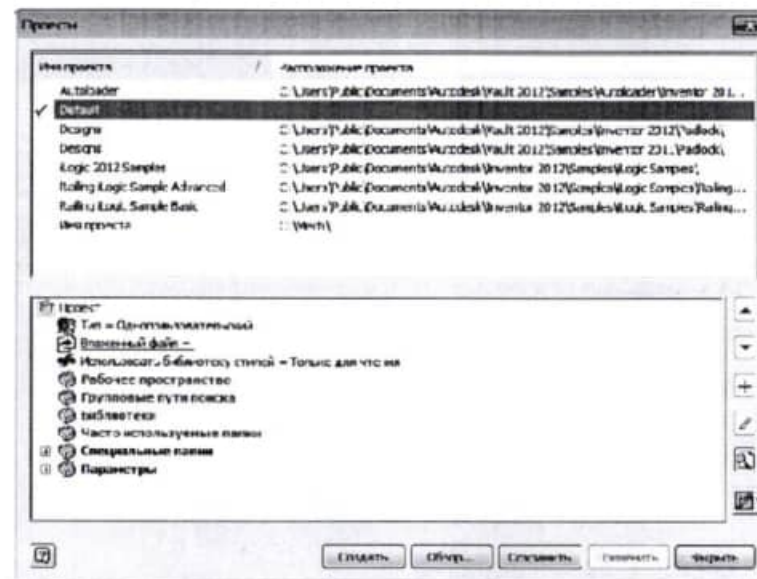 Проекты
Имя проекта / Расположение проекта
Autoloader C:\Users\Public\Documents\Autodesk\Vault 2012\Samples\Autoloader\Inventor 201...
Default
Designs C:\Users\Public\Documents\Autodesk\Vault 2012\Samples\Inventor 2012\Padlock\
Designs C:\Users\Public\Documents\Autodesk\Vault 2012\Samples\Inventor 2011\Padlock\
iLogic 2012 Samples C:\Users\Public\Documents\Autodesk\Inventor 2012\Samples\iLogic Samples\
Railing iLogic Sample Advanced C:\Users\Public\Documents\Autodesk\Inventor 2012\Samples\iLogic Samples\Railing...
Railing iLogic Sample Basic C:\Users\Public\Documents\Autodesk\Inventor 2012\Samples\iLogic Samples\Railing...
Имя проекта C:\Mech\
Проект
Тип = Однопользовательский
Вложенный файл =
Использовать библиотеку стилей = Только для чтения
Рабочее пространство
Групповые пути поиска
Библиотека
Часто используемые папки
Специальные папки
Параметры
Создать Обзор... Сохранить Применить Закрыть